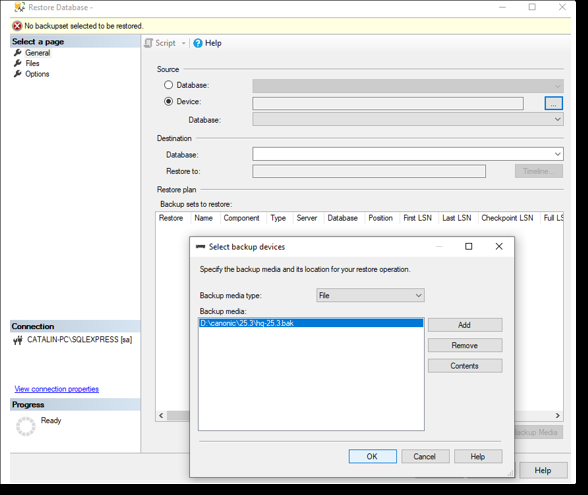 Restore Database -
No backupset selected to be restored.
Select a page
General
Files
Options
Script
Help
Source
Database:
Device:
...
Database:
Destination
Database:
Restore to:
Timeline...
Restore plan
Backup sets to restore:
Restore Name Component Type Server Database Position First LSN Last LSN Checkpoint LSN Full LS
Select backup devices
Specify the backup media and its location for your restore operation.
Backup media type:
File
Backup media:
D:\canonic\25.3\hq-25.3.bak
Add
Remove
Contents
OK
Cancel
Help
Connection
CATALIN-PC\SQLEXPRESS [sa]
View connection properties
Progress
Ready
ackup Media
Help